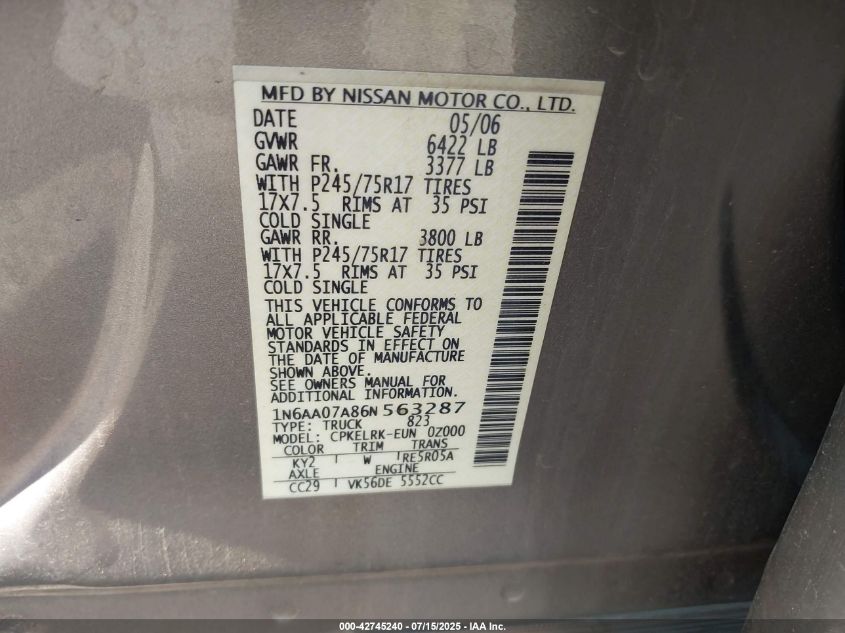 MFD BY NISSAN MOTOR CO., LTD.
DATE 05/06
GVWR 6422 LB
GAWR FR. 3377 LB
WITH P245/75R17 TIRES
17X7.5 RIMS AT 35 PSI
COLD SINGLE
GAWR RR. 3800 LB
WITH P245/75R17 TIRES
17X7.5 RIMS AT 35 PSI
COLD SINGLE
THIS VEHICLE CONFORMS TO
ALL APPLICABLE FEDERAL
MOTOR VEHICLE SAFETY
STANDARDS IN EFFECT ON
THE DATE OF MANUFACTURE
SHOWN ABOVE.
SEE OWNERS MANUAL FOR
ADDITIONAL INFORMATION.
1N6AA07A86N563287
TYPE: TRUCK 823
MODEL: CPKELRK-EUN 0Z000
COLOR TRIM TRANS
KY2 W RE5R05A
AXLE ENGINE
CC29 VK56DE 5552CC
000-42745240 - 07/15/2025 - IAA Inc.